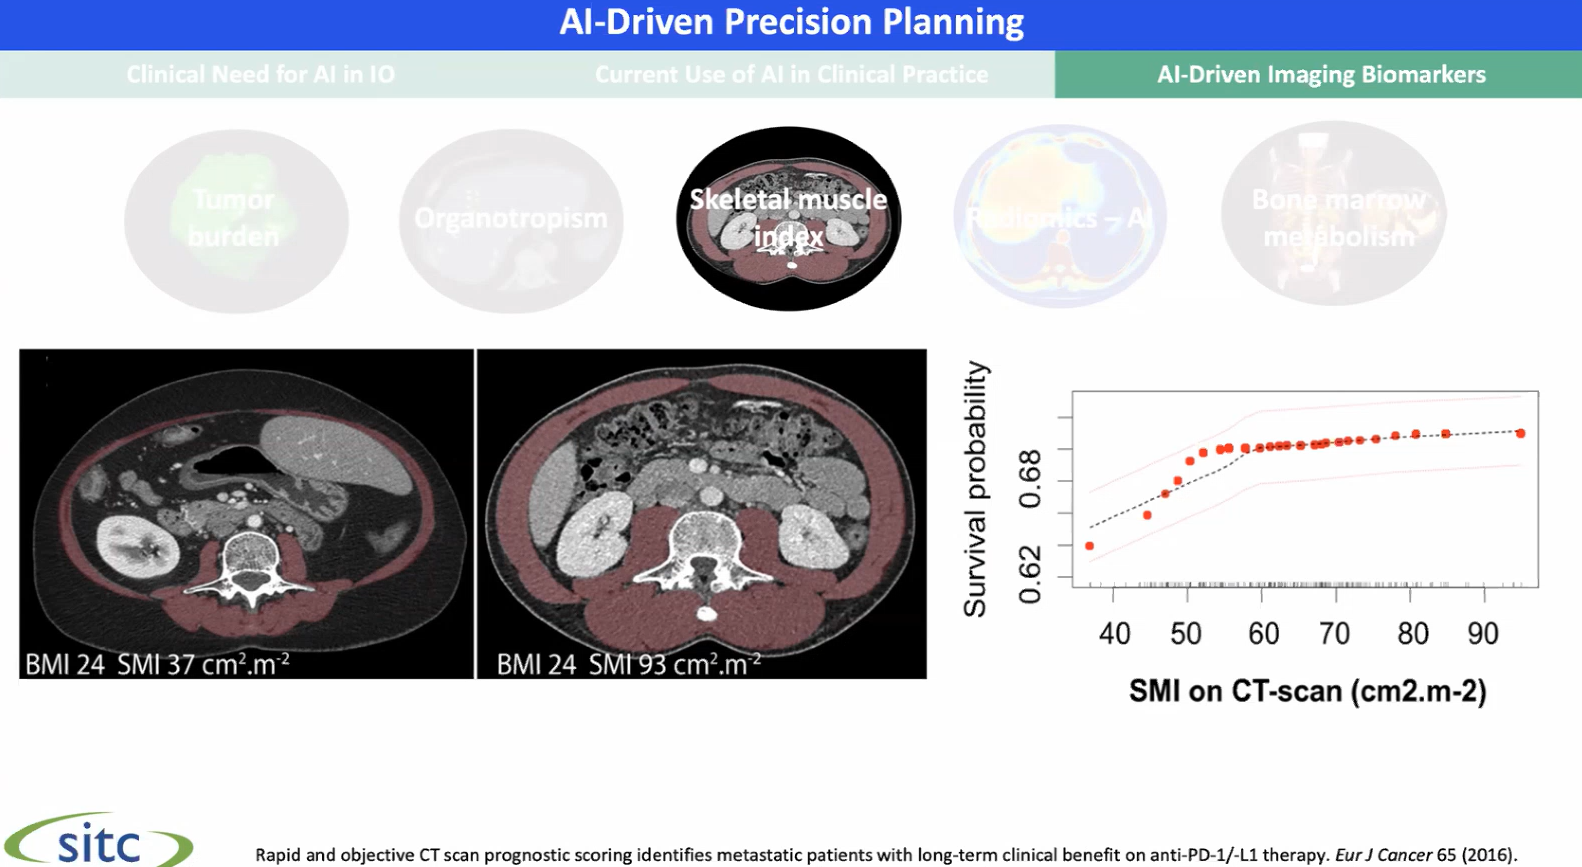 AI-Driven Precision Planning
Clinical Need for AI in IO
Current Use of AI in Clinical Practice
AI-Driven Imaging Biomarkers
Tumor
burden
Organotropism
Skeletal muscle
index
Radiomics – AI
Bone marrow
metabolism
BMI 24 SMI 37 cm².m⁻²
BMI 24 SMI 93 cm².m⁻²
Survival probability
0.68
0.62
40 50 60 70 80 90
SMI on CT-scan (cm2.m-2)
sitc
Rapid and objective CT scan prognostic scoring identifies metastatic patients with long-term clinical benefit on anti-PD-1/-L1 therapy. Eur J Cancer 65 (2016).